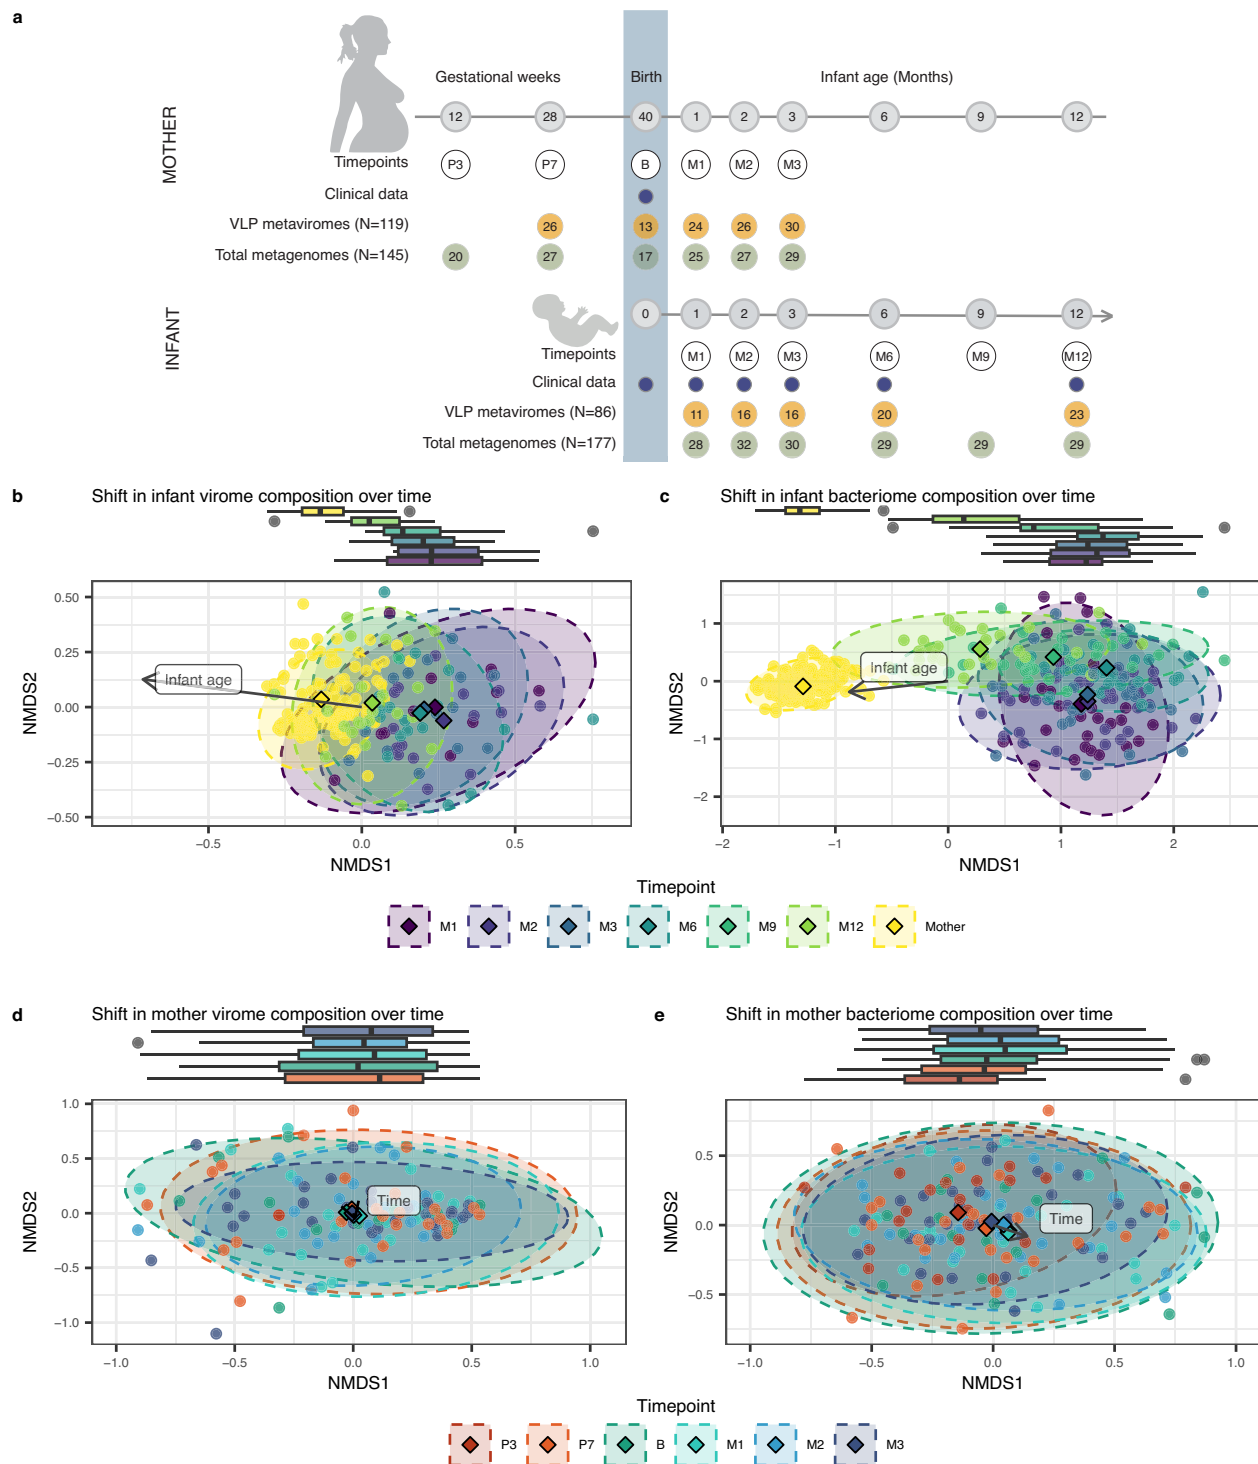 a
Gestational weeks Birth Infant age (Months)
MOTHER
12 28 40 1 2 3 6 9 12
Timepoints P3 P7 B M1 M2 M3
Clinical data
VLP metaviromes (N=119) 26 13 24 26 30
Total metagenomes (N=145) 20 27 17 25 27 29
INFANT
0 1 2 3 6 9 12
Timepoints M1 M2 M3 M6 M9 M12
Clinical data
VLP metaviromes (N=86) 11 16 16 20 23
Total metagenomes (N=177) 28 32 30 29 29 29
b Shift in infant virome composition over time
NMDS2
0.50
0.25
0.00
−0.25
−0.50
Infant age
−0.5 0.0 0.5
NMDS1
c Shift in infant bacteriome composition over time
NMDS2
1
0
−1
−2
Infant age
−2 −1 0 1 2
NMDS1
Timepoint
M1 M2 M3 M6 M9 M12 Mother
d Shift in mother virome composition over time
NMDS2
1.0
0.5
0.0
−0.5
−1.0
Time
−1.0 −0.5 0.0 0.5 1.0
NMDS1
e Shift in mother bacteriome composition over time
NMDS2
0.5
0.0
−0.5
Time
−1.0 −0.5 0.0 0.5 1.0
NMDS1
Timepoint
P3 P7 B M1 M2 M3